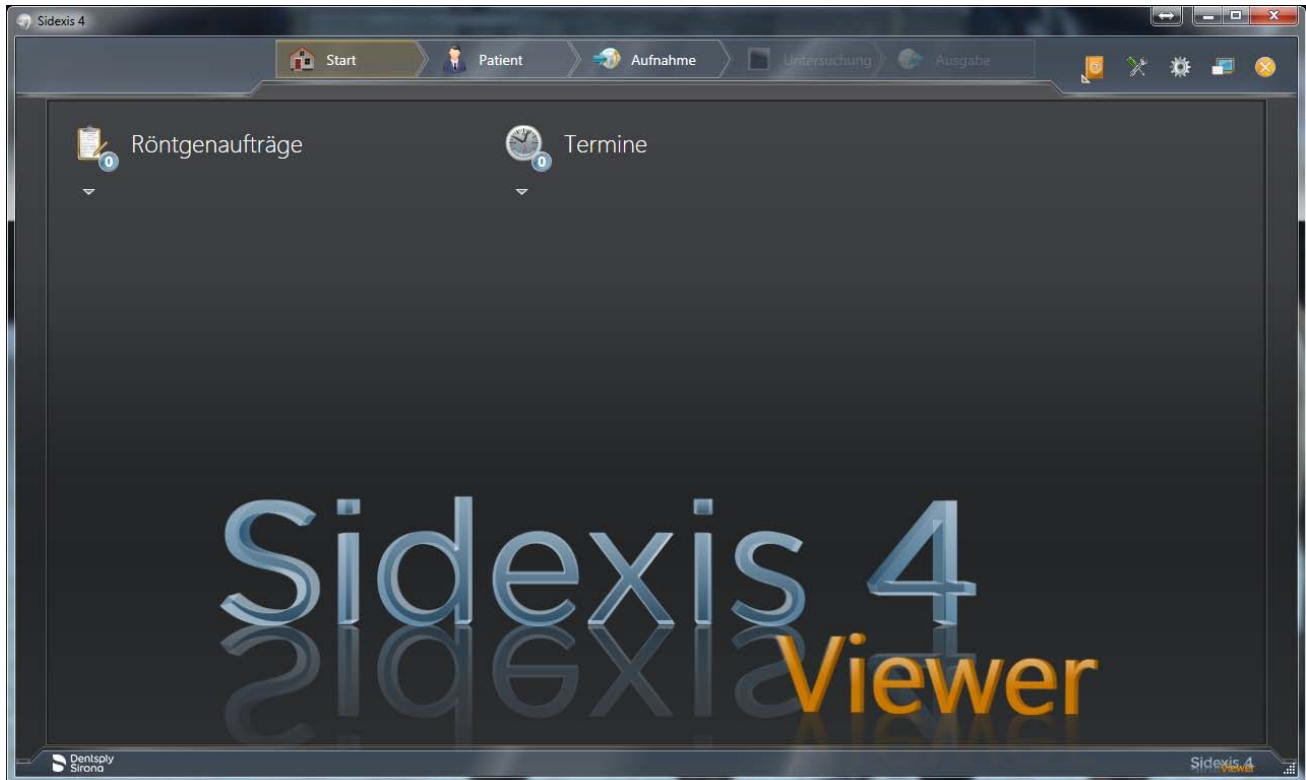 Sidexis 4
Start
Patient
Aufnahme
Untersuchung
Ausgabe
Röntgenaufträge
0
Termine
0
Sidexis 4
Viewer
Dentsply
Sirona
Sidexis 4
Viewer